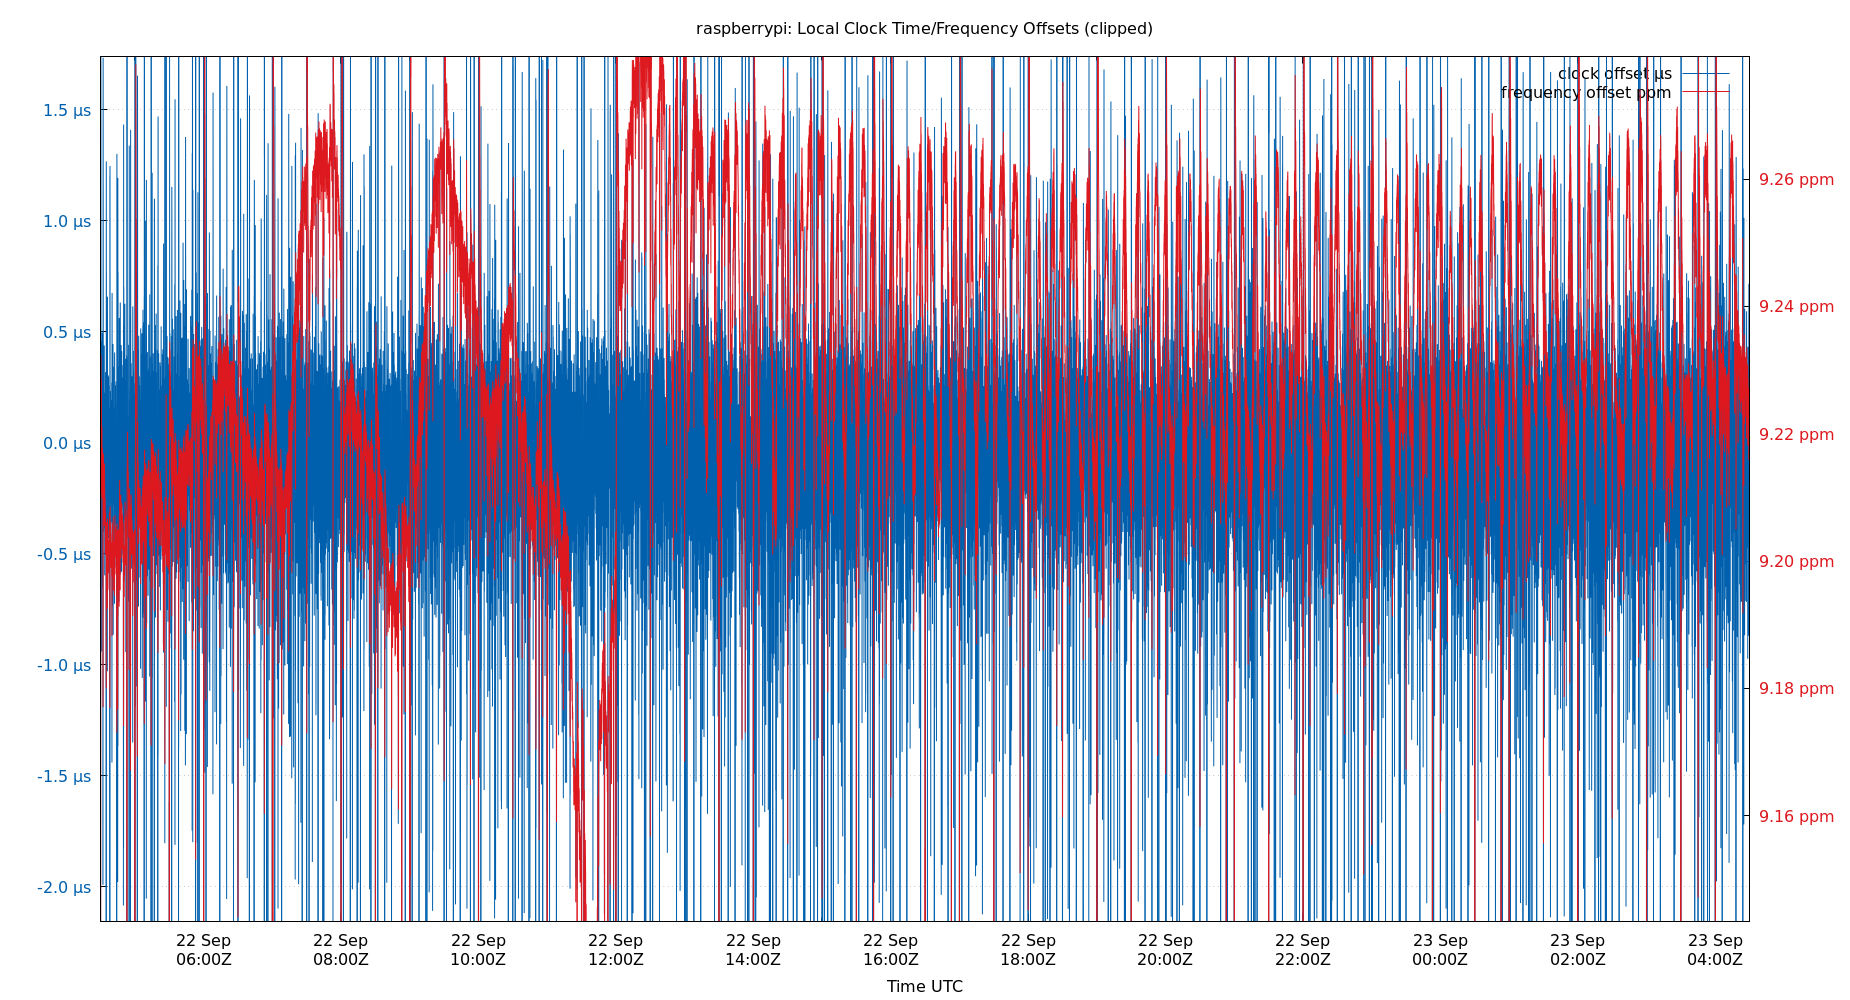 raspberrypi: Local Clock Time/Frequency Offsets (clipped)
clock offset µs
frequency offset ppm
1.5 µs
1.0 µs
0.5 µs
0.0 µs
-0.5 µs
-1.0 µs
-1.5 µs
-2.0 µs
9.26 ppm
9.24 ppm
9.22 ppm
9.20 ppm
9.18 ppm
9.16 ppm
22 Sep 22 Sep 22 Sep 22 Sep 22 Sep 22 Sep 22 Sep 22 Sep 22 Sep 23 Sep 23 Sep 23 Sep
06:00Z 08:00Z 10:00Z 12:00Z 14:00Z 16:00Z 18:00Z 20:00Z 22:00Z 00:00Z 02:00Z 04:00Z
Time UTC